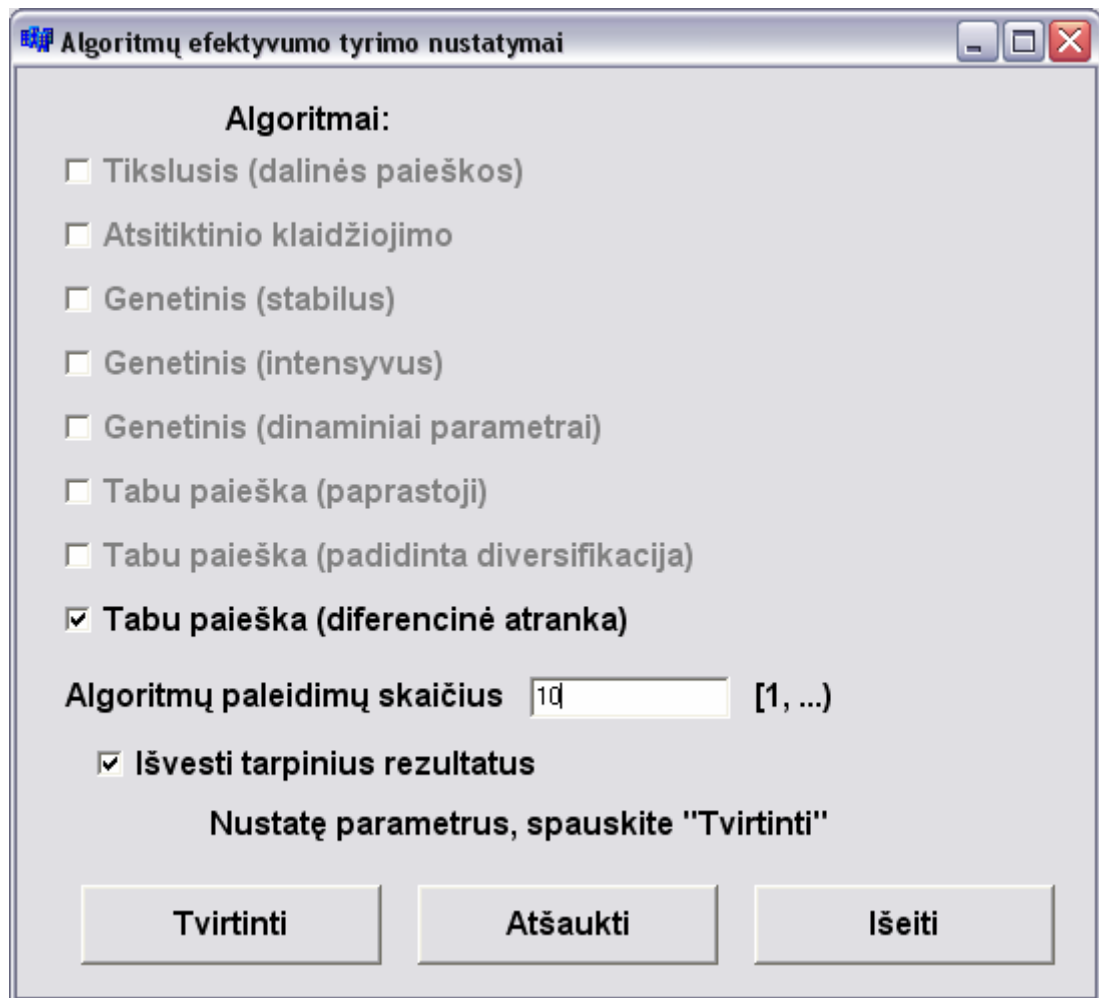 Algoritmų efektyvumo tyrimo nustatymai
Algoritmai:
Tikslusis (dalinės paieškos)
Atsitiktinio klaidžiojimo
Genetinis (stabilus)
Genetinis (intensyvus)
Genetinis (dinaminiai parametrai)
Tabu paieška (paprastoji)
Tabu paieška (padidinta diversifikacija)
Tabu paieška (diferencinė atranka)
Algoritmų paleidimų skaičius 10 [1, ...)
Išvesti tarpinius rezultatus
Nustatę parametrus, spauskite "Tvirtinti"
Tvirtinti Atšaukti Išeiti